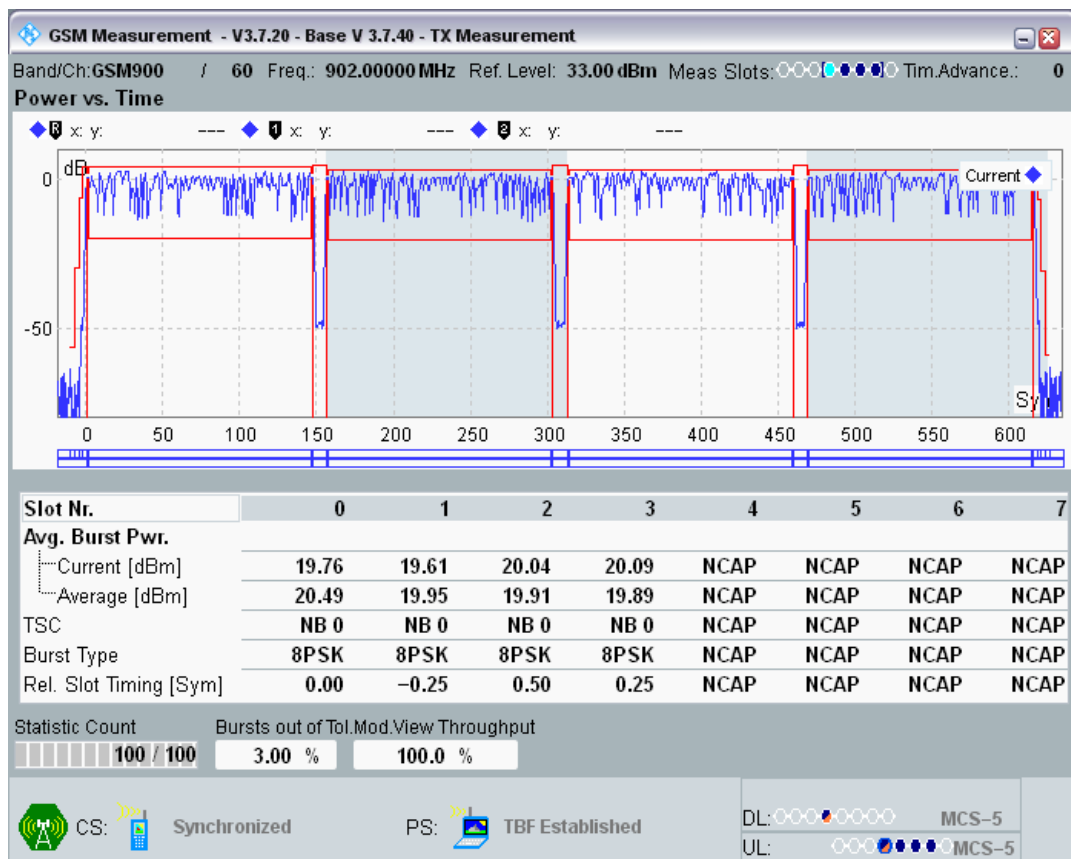 GSM Measurement - V3.7.20 - Base V 3.7.40 - TX Measurement
Band/Ch:GSM900 / 60 Freq.: 902.00000 MHz Ref. Level: 33.00 dBm Meas Slots: Tim.Advance.: 0
Power vs. Time
R x: y: --- 1 x: y: --- 2 x: y: ---
dB
Current
0
-50
Sy
0 50 100 150 200 250 300 350 400 450 500 550 600
Slot Nr. 0 1 2 3 4 5 6 7
Avg. Burst Pwr.
Current [dBm] 19.76 19.61 20.04 20.09 NCAP NCAP NCAP NCAP
Average [dBm] 20.49 19.95 19.91 19.89 NCAP NCAP NCAP NCAP
TSC NB 0 NB 0 NB 0 NB 0 NCAP NCAP NCAP NCAP
Burst Type 8PSK 8PSK 8PSK 8PSK NCAP NCAP NCAP NCAP
Rel. Slot Timing [Sym] 0.00 −0.25 0.50 0.25 NCAP NCAP NCAP NCAP
Statistic Count Bursts out of Tol.Mod.View Throughput
100 / 100 3.00 % 100.0 %
CS: Synchronized PS: TBF Established
DL: MCS−5
UL: MCS−5